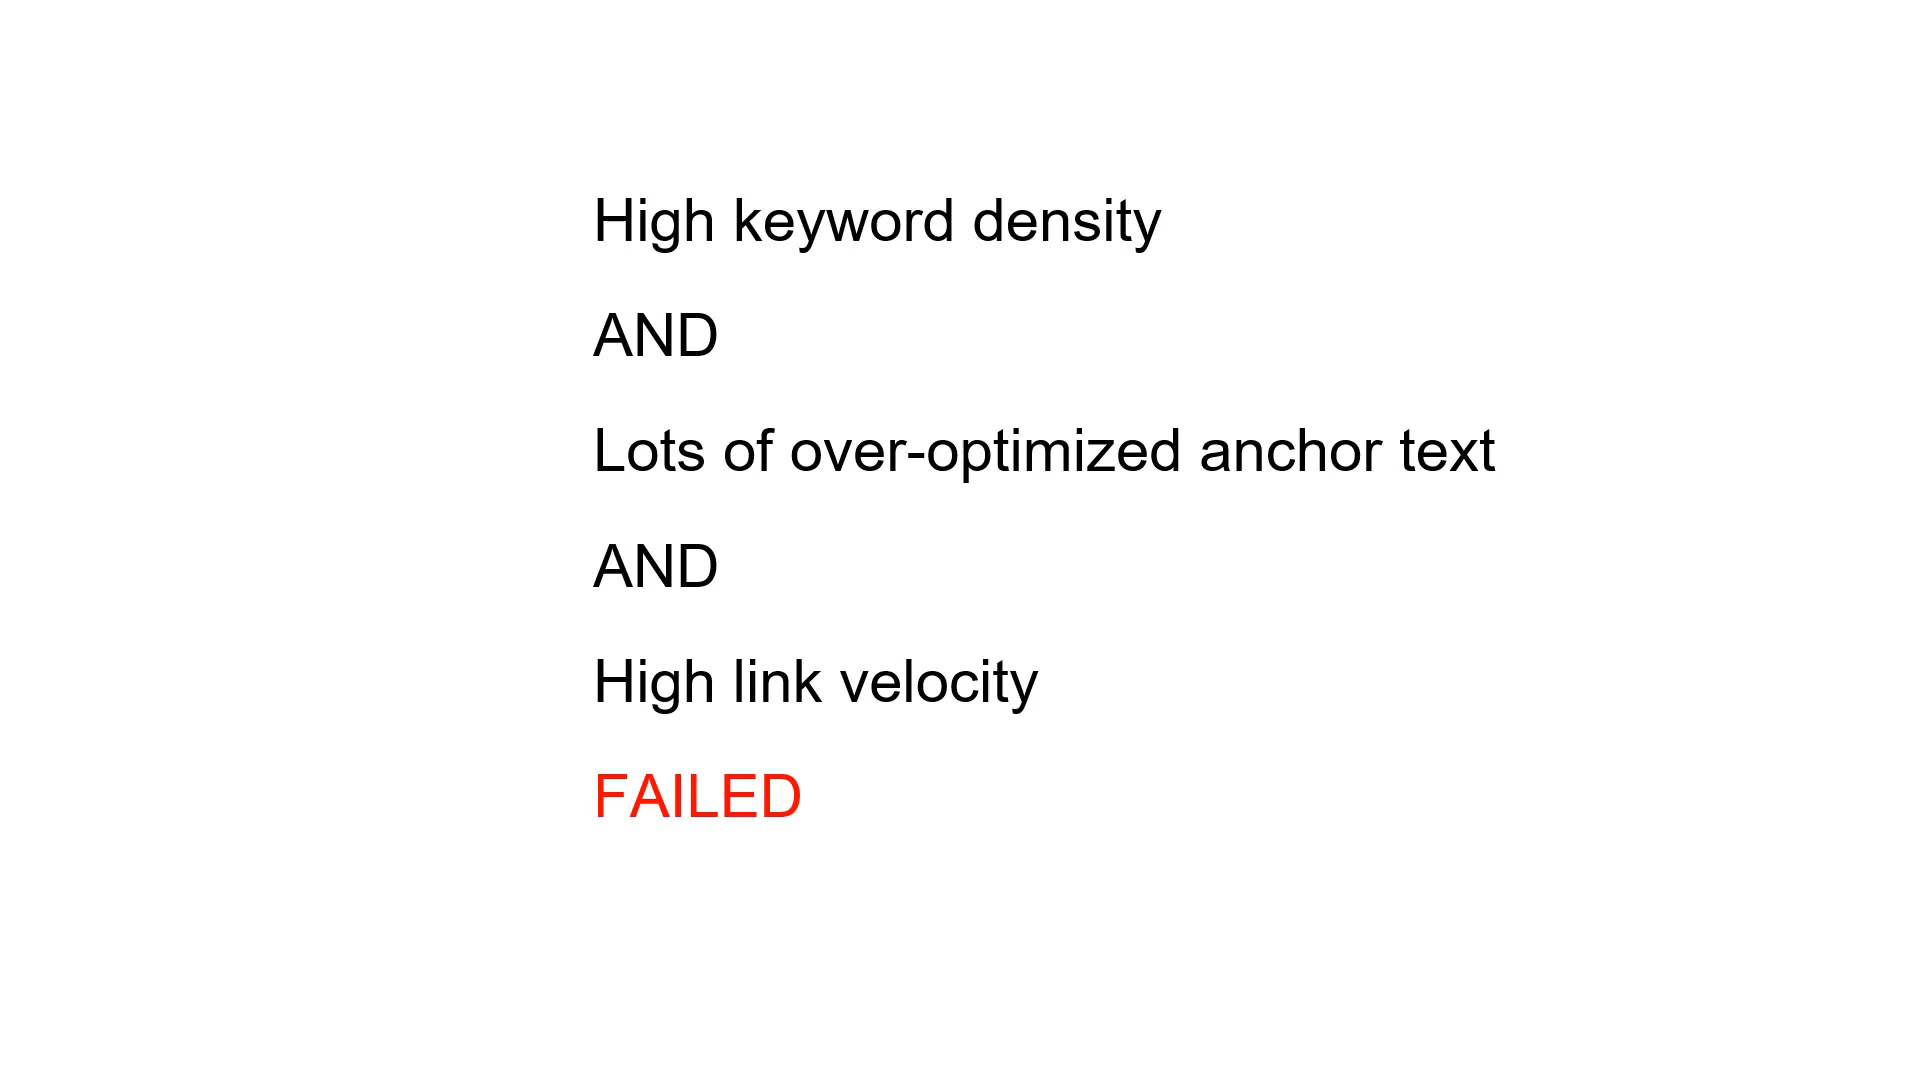 High keyword density
AND
Lots of over-optimized anchor text
AND
High link velocity
FAILED